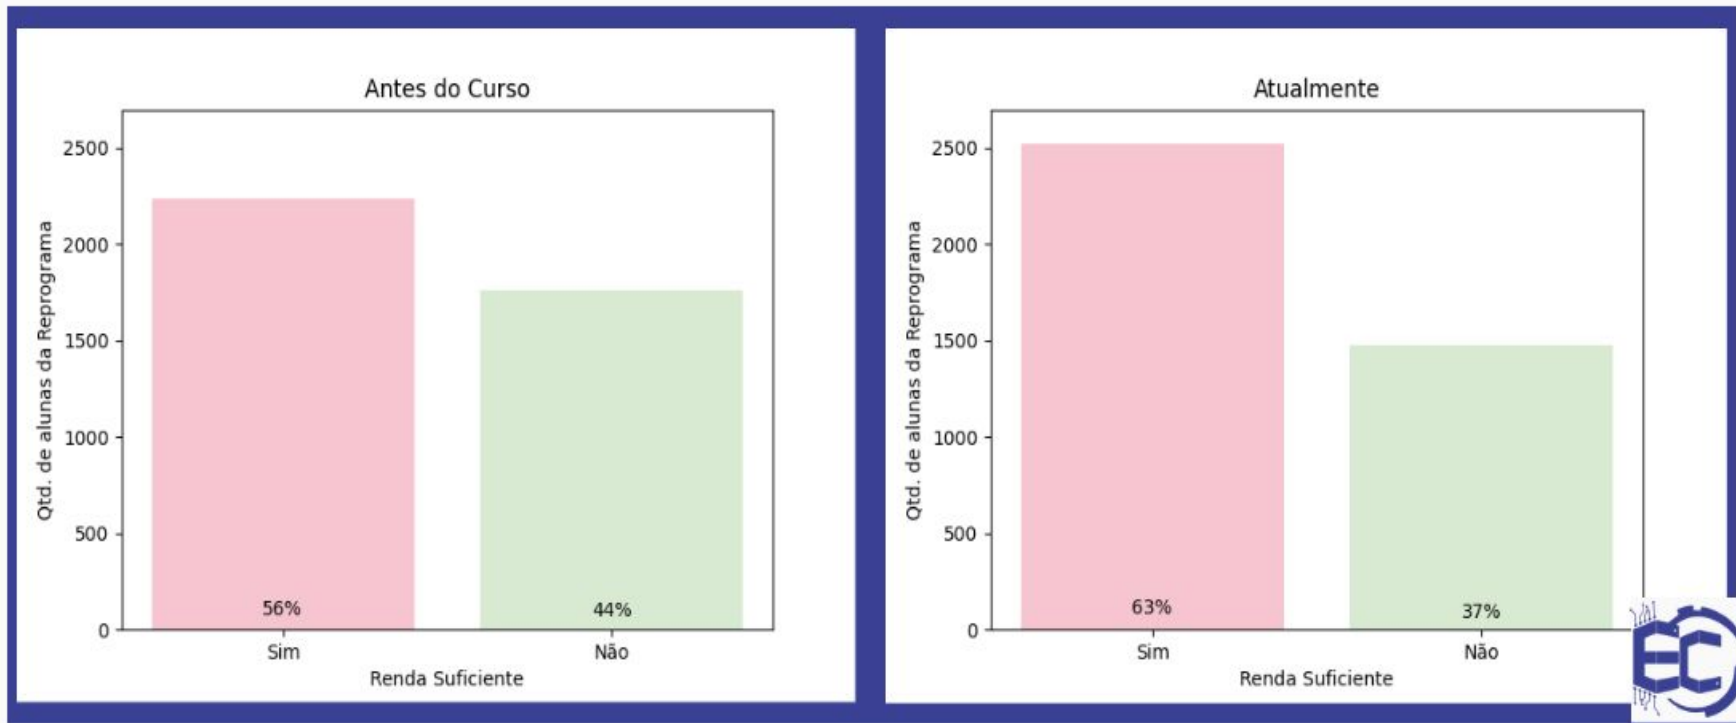 Antes do Curso
Qtd. de alunas da Reprograma
2500
2000
1500
1000
500
0
56%
44%
Sim
Não
Renda Suficiente
Atualmente
Qtd. de alunas da Reprograma
2500
2000
1500
1000
500
0
63%
37%
Sim
Não
Renda Suficiente
EC